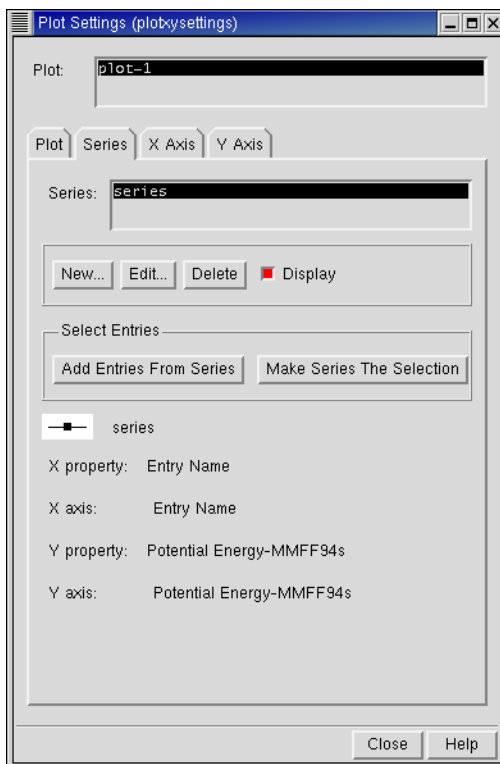 Plot Settings (plotxysettings)
Plot: plot-1
Plot Series X Axis Y Axis
Series: series
New... Edit... Delete Display
Select Entries
Add Entries From Series Make Series The Selection
series
X property: Entry Name
X axis: Entry Name
Y property: Potential Energy-MMFF94s
Y axis: Potential Energy-MMFF94s
Close Help